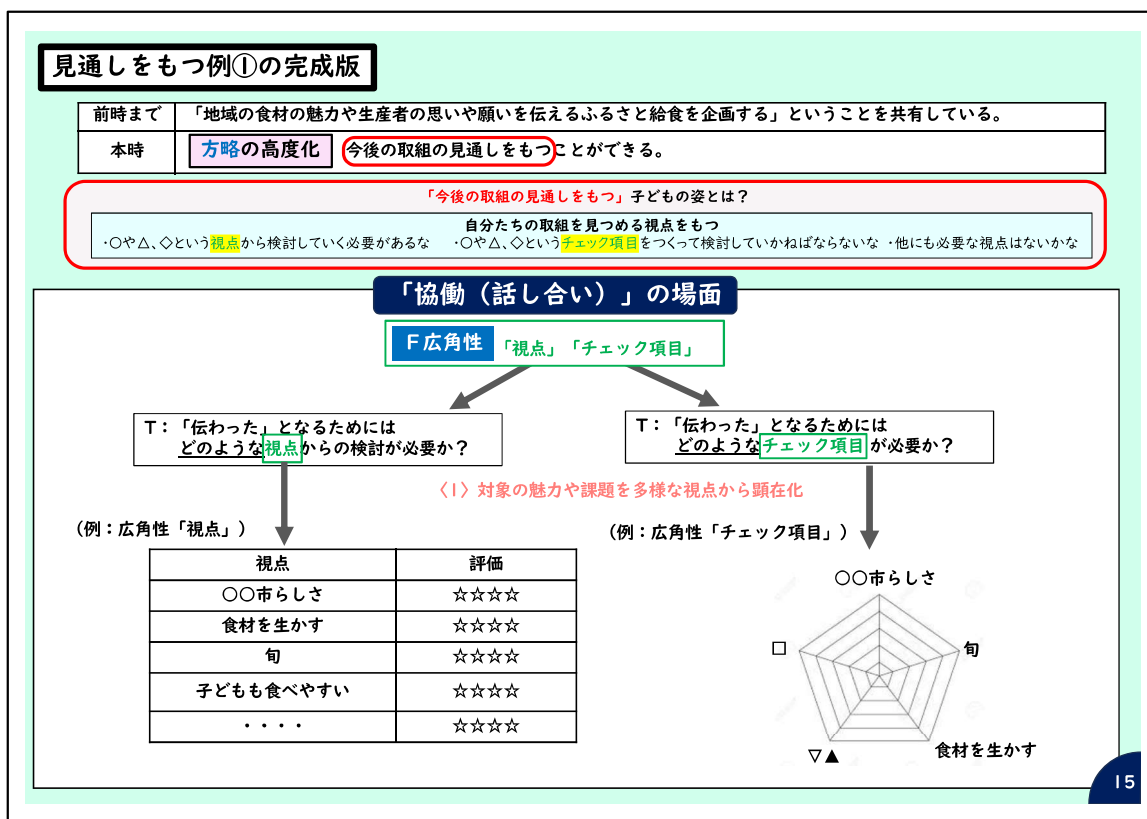 見通しをもつ例①の完成版
前時まで 「地域の食材の魅力や生産者の思いや願いを伝えるふるさと給食を企画する」ということを共有している。
本時 方略の高度化 今後の取組の見通しをもつことができる。
「今後の取組の見通しをもつ」子どもの姿とは？
自分たちの取組を見つめる視点をもつ
・〇や△、◇という視点から検討していく必要があるな ・〇や△、◇というチェック項目をつくって検討していかねばならないな ・他にも必要な視点はないかな
「協働（話し合い）」の場面
F広角性 「視点」「チェック項目」
T：「伝わった」となるためには
どのような視点からの検討が必要か？
T：「伝わった」となるためには
どのようなチェック項目が必要か？
〈1〉対象の魅力や課題を多様な視点から顕在化
（例：広角性「視点」）
（例：広角性「チェック項目」）
視点 評価
〇〇市らしさ ☆☆☆☆
食材を生かす ☆☆☆☆
旬 ☆☆☆☆
子どもも食べやすい ☆☆☆☆
・・・・ ☆☆☆☆
〇〇市らしさ
□
旬
▽▲
食材を生かす
15